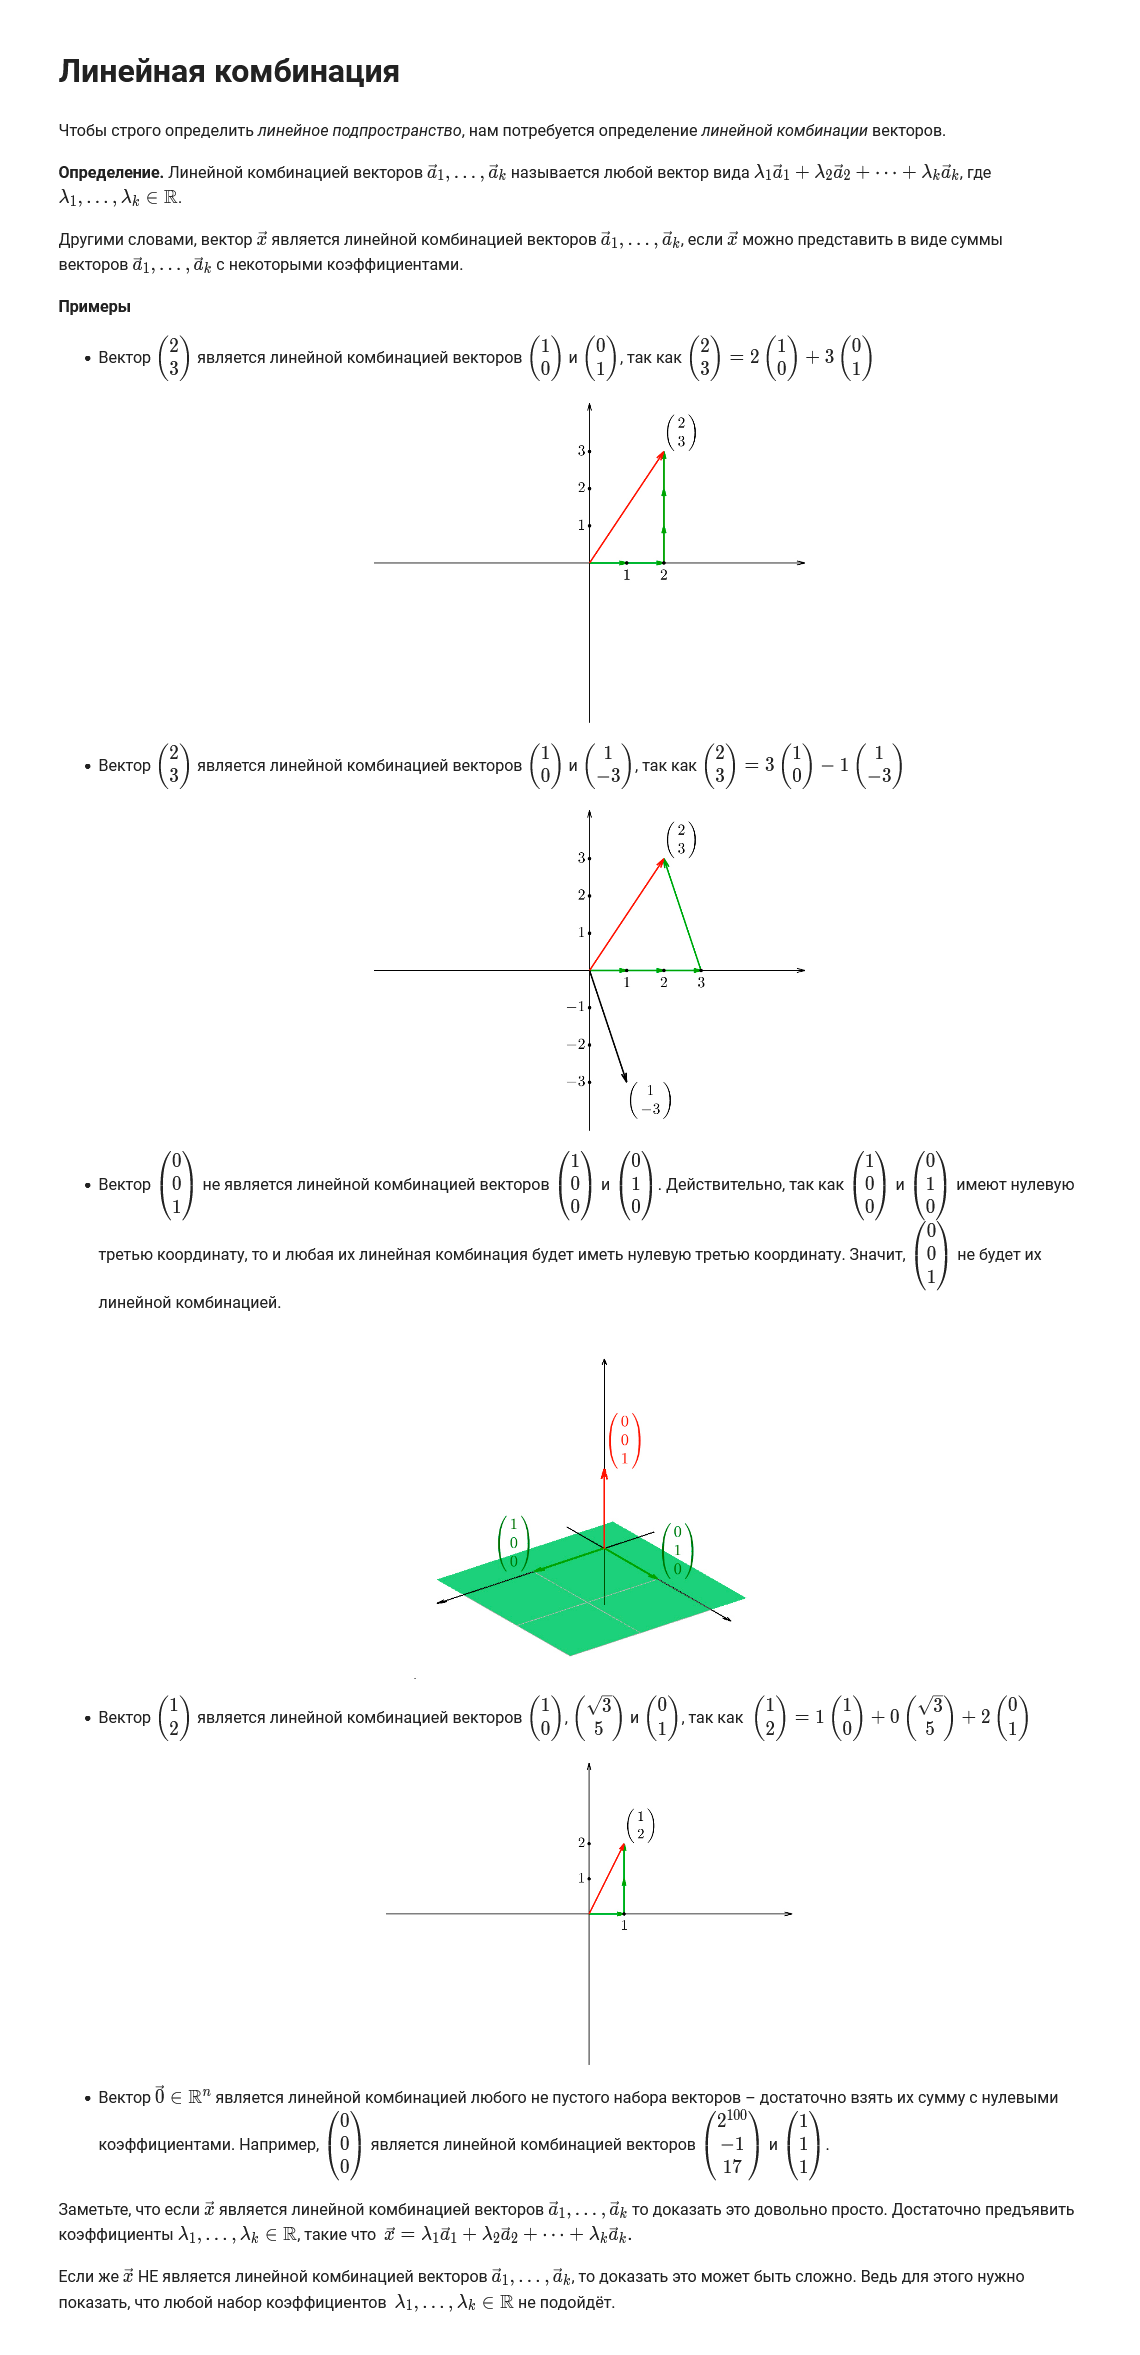 Линейная комбинация
Чтобы строго определить линейное подпространство, нам потребуется определение линейной комбинации векторов.
Определение. Линейной комбинацией векторов $\vec{a}_1, \ldots, \vec{a}_k$ называется любой вектор вида $\lambda_1\vec{a}_1 + \lambda_2\vec{a}_2 + \cdots + \lambda_k\vec{a}_k$, где
$\lambda_1, \ldots, \lambda_k \in \mathbb{R}$.
Другими словами, вектор $\vec{x}$ является линейной комбинацией векторов $\vec{a}_1, \ldots, \vec{a}_k$, если $\vec{x}$ можно представить в виде суммы
векторов $\vec{a}_1, \ldots, \vec{a}_k$ с некоторыми коэффициентами.
Примеры
• Вектор $\begin{pmatrix}2\\3\end{pmatrix}$ является линейной комбинацией векторов $\begin{pmatrix}1\\0\end{pmatrix}$ и $\begin{pmatrix}0\\1\end{pmatrix}$, так как $\begin{pmatrix}2\\3\end{pmatrix} = 2\begin{pmatrix}1\\0\end{pmatrix} + 3\begin{pmatrix}0\\1\end{pmatrix}$
$\begin{pmatrix}2\\3\end{pmatrix}$
3
2
1
1 2
• Вектор $\begin{pmatrix}2\\3\end{pmatrix}$ является линейной комбинацией векторов $\begin{pmatrix}1\\0\end{pmatrix}$ и $\begin{pmatrix}1\\-3\end{pmatrix}$, так как $\begin{pmatrix}2\\3\end{pmatrix} = 3\begin{pmatrix}1\\0\end{pmatrix} - 1\begin{pmatrix}1\\-3\end{pmatrix}$
$\begin{pmatrix}2\\3\end{pmatrix}$
3
2
1
1 2 3
−1
−2
−3
$\begin{pmatrix}1\\-3\end{pmatrix}$
• Вектор $\begin{pmatrix}0\\0\\1\end{pmatrix}$ не является линейной комбинацией векторов $\begin{pmatrix}1\\0\\0\end{pmatrix}$ и $\begin{pmatrix}0\\1\\0\end{pmatrix}$. Действительно, так как $\begin{pmatrix}1\\0\\0\end{pmatrix}$ и $\begin{pmatrix}0\\1\\0\end{pmatrix}$ имеют нулевую
третью координату, то и любая их линейная комбинация будет иметь нулевую третью координату. Значит, $\begin{pmatrix}0\\0\\1\end{pmatrix}$ не будет их
линейной комбинацией.
$\begin{pmatrix}0\\0\\1\end{pmatrix}$
$\begin{pmatrix}1\\0\\0\end{pmatrix}$ $\begin{pmatrix}0\\1\\0\end{pmatrix}$
• Вектор $\begin{pmatrix}1\\2\end{pmatrix}$ является линейной комбинацией векторов $\begin{pmatrix}1\\0\end{pmatrix}$, $\begin{pmatrix}\sqrt{3}\\5\end{pmatrix}$ и $\begin{pmatrix}0\\1\end{pmatrix}$, так как $\begin{pmatrix}1\\2\end{pmatrix} = 1\begin{pmatrix}1\\0\end{pmatrix} + 0\begin{pmatrix}\sqrt{3}\\5\end{pmatrix} + 2\begin{pmatrix}0\\1\end{pmatrix}$
$\begin{pmatrix}1\\2\end{pmatrix}$
2
1
1
• Вектор $\vec{0} \in \mathbb{R}^n$ является линейной комбинацией любого не пустого набора векторов – достаточно взять их сумму с нулевыми
коэффициентами. Например, $\begin{pmatrix}0\\0\\0\end{pmatrix}$ является линейной комбинацией векторов $\begin{pmatrix}2^{100}\\-1\\17\end{pmatrix}$ и $\begin{pmatrix}1\\1\\1\end{pmatrix}$.
Заметьте, что если $\vec{x}$ является линейной комбинацией векторов $\vec{a}_1, \ldots, \vec{a}_k$ то доказать это довольно просто. Достаточно предъявить
коэффициенты $\lambda_1, \ldots, \lambda_k \in \mathbb{R}$, такие что $\vec{x} = \lambda_1\vec{a}_1 + \lambda_2\vec{a}_2 + \cdots + \lambda_k\vec{a}_k$.
Если же $\vec{x}$ НЕ является линейной комбинацией векторов $\vec{a}_1, \ldots, \vec{a}_k$, то доказать это может быть сложно. Ведь для этого нужно
показать, что любой набор коэффициентов $\lambda_1, \ldots, \lambda_k \in \mathbb{R}$ не подойдёт.